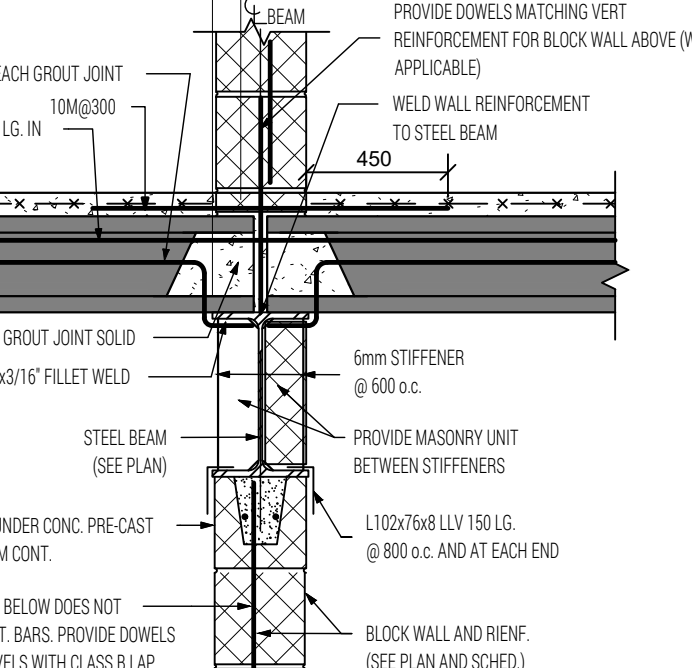 BEAM
PROVIDE DOWELS MATCHING VERT
REINFORCEMENT FOR BLOCK WALL ABOVE
APPLICABLE)
EACH GROUT JOINT
10M@300
LG. IN
WELD WALL REINFORCEMENT
TO STEEL BEAM
450
GROUT JOINT SOLID
x3/16" FILLET WELD
6mm STIFFENER
@ 600 o.c.
STEEL BEAM
(SEE PLAN)
PROVIDE MASONRY UNIT
BETWEEN STIFFENERS
UNDER CONC. PRE-CAST
M CONT.
L102x76x8 LLV 150 LG.
@ 800 o.c. AND AT EACH END
BELOW DOES NOT
T. BARS. PROVIDE DOWELS
VELS WITH CLASS B LAP
BLOCK WALL AND RIENF.
(SEE PLAN AND SCHED.)